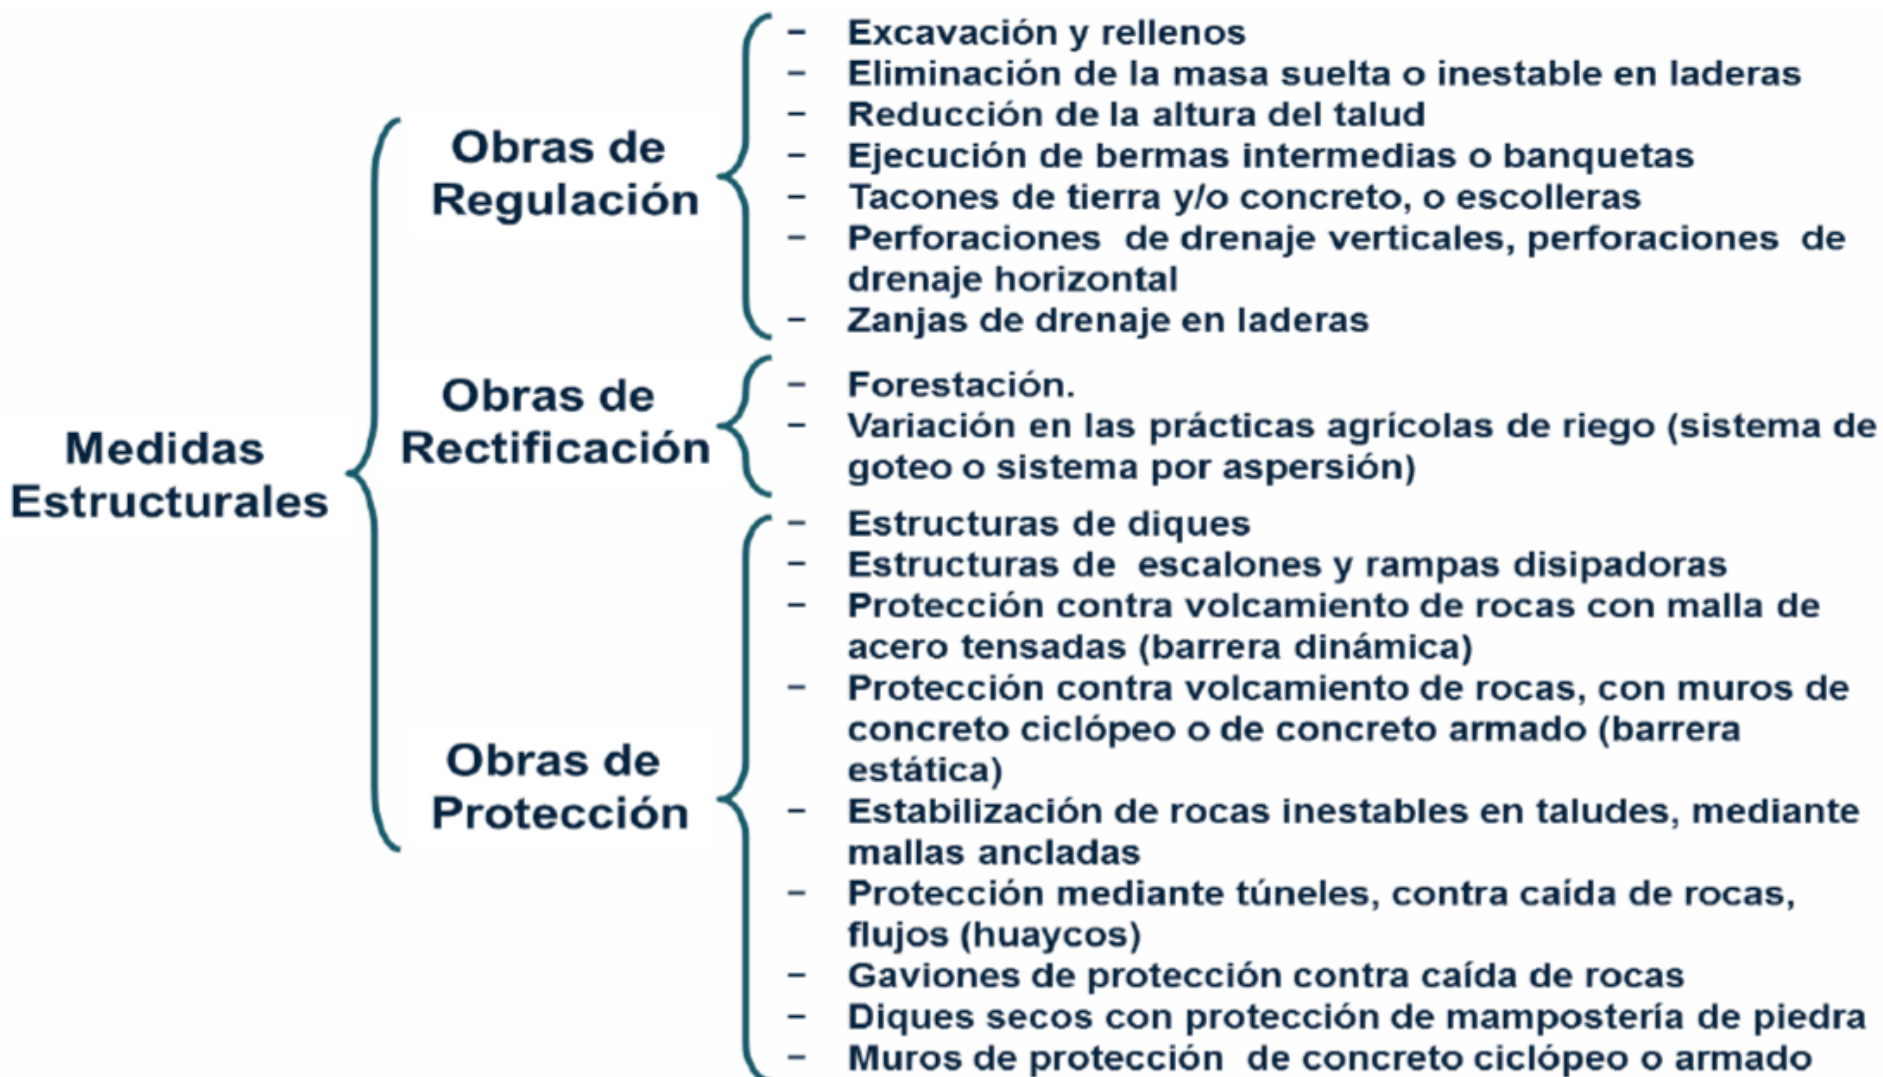 Medidas
Estructurales
Obras de
Regulación
- Excavación y rellenos
- Eliminación de la masa suelta o inestable en laderas
- Reducción de la altura del talud
- Ejecución de bermas intermedias o banquetas
- Tacones de tierra y/o concreto, o escolleras
- Perforaciones de drenaje verticales, perforaciones de
drenaje horizontal
- Zanjas de drenaje en laderas
Obras de
Rectificación
- Forestación.
- Variación en las prácticas agrícolas de riego (sistema de
goteo o sistema por aspersión)
Obras de
Protección
- Estructuras de diques
- Estructuras de escalones y rampas disipadoras
- Protección contra volcamiento de rocas con malla de
acero tensadas (barrera dinámica)
- Protección contra volcamiento de rocas, con muros de
concreto ciclópeo o de concreto armado (barrera
estática)
- Estabilización de rocas inestables en taludes, mediante
mallas ancladas
- Protección mediante túneles, contra caída de rocas,
flujos (huaycos)
- Gaviones de protección contra caída de rocas
- Diques secos con protección de mampostería de piedra
- Muros de protección de concreto ciclópeo o armado